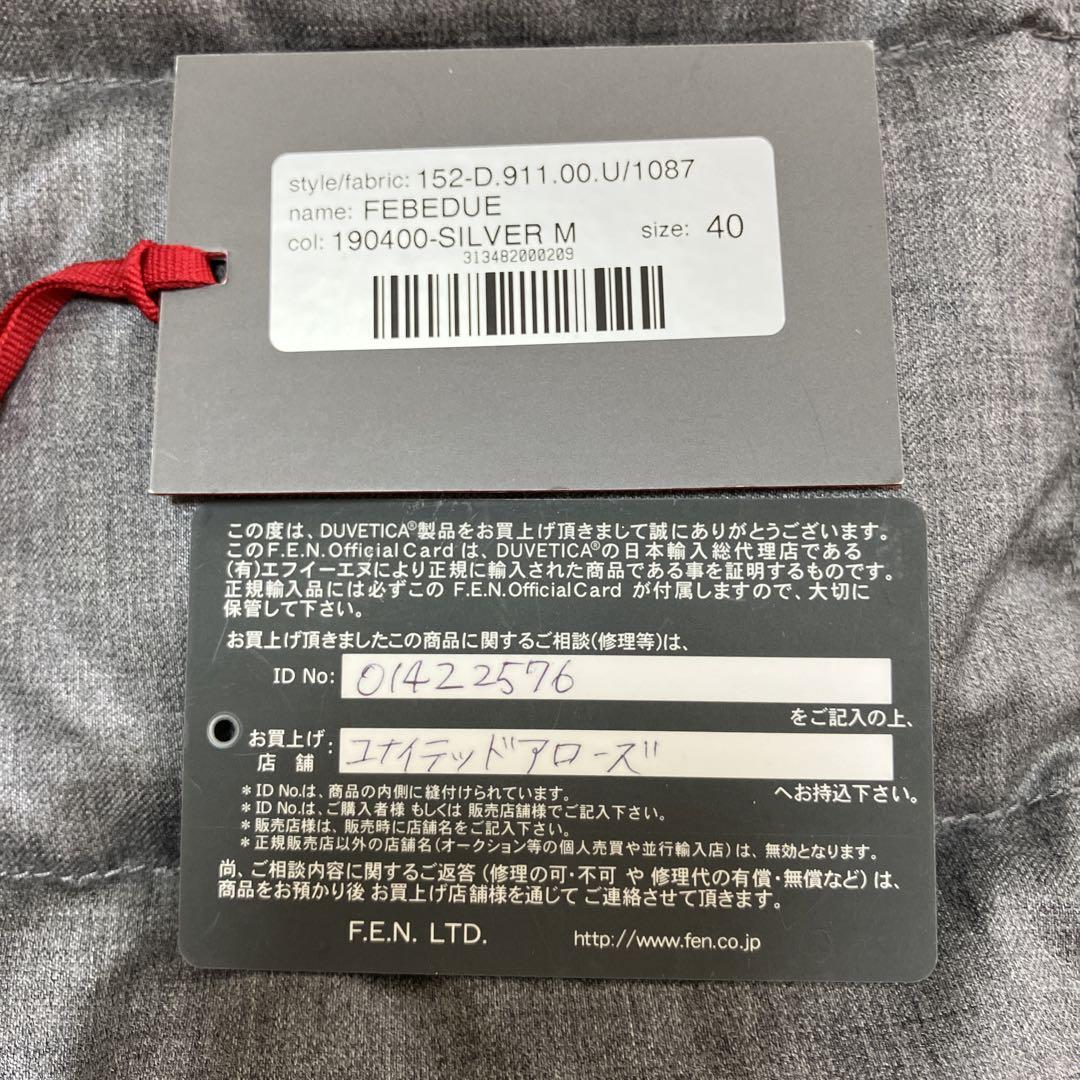 style/fabric: 152-D.911.00.U/1087
name: FEBEDUE
col: 190400-SILVER M size: 40
313482000209
この度は、DUVETICA®製品をお買上げ頂きまして誠にありがとうございます。
このF.E.N.OfficialCardは、DUVETICA®の日本輸入総代理店である
(有)エフイーエヌにより正規に輸入された商品である事を証明するものです。
正規輸入品には必ずこの F.E.N.OfficialCard が付属しますので、大切に
保管して下さい。
お買上げ頂きましたこの商品に関するご相談(修理等)は、
ID No: 01422576
をご記入の上、
お買上げ店舗: ユナイテッドアローズ
へお持込下さい。
*ID No.は、商品の内側に縫付けられています。
*ID No.は、ご購入者様 もしくは 販売店舗様でご記入下さい。
*販売店様は、販売時に店舗名をご記入下さい。
*正規販売店以外の店舗名(オークション等の個人売買や並行輸入店)は、無効となります。
尚、ご相談内容に関するご返答(修理の可・不可 や 修理代の有償・無償など)は、
商品をお預かり後 お買上げ店舗様を通じて ご連絡させて頂きます。
F.E.N. LTD. http://www.fen.co.jp